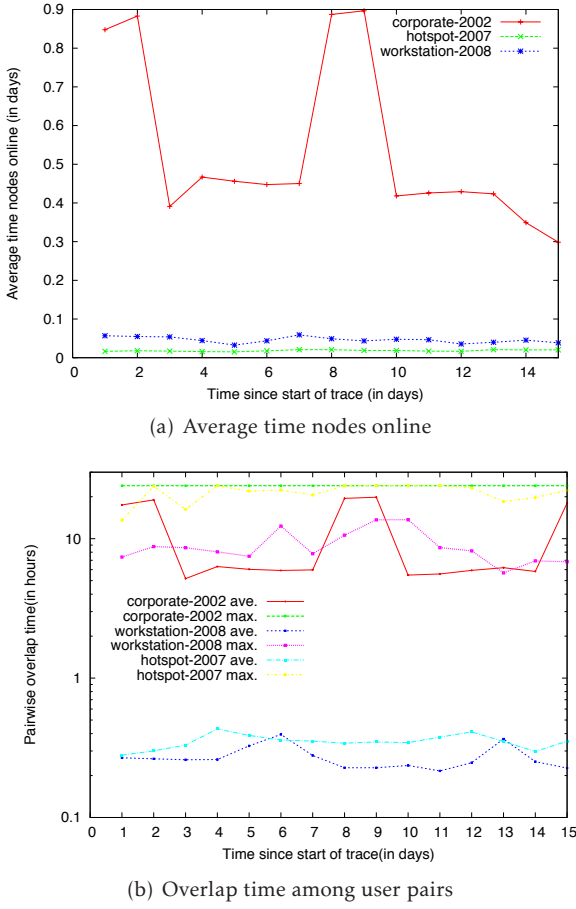 0.9
0.8
0.7
0.6
0.5
0.4
0.3
0.2
0.1
0
Average time nodes online (in days)
corporate-2002
hotspot-2007
workstation-2008
0 2 4 6 8 10 12 14
Time since start of trace (in days)
(a) Average time nodes online
10
1
0.1
Pairwise overlap time(in hours)
corporate-2002 ave.
corporate-2002 max.
workstation-2008 ave.
workstation-2008 max.
hotspot-2007 ave.
hotspot-2007 max.
0 1 2 3 4 5 6 7 8 9 10 11 12 13 14 15
Time since start of trace(in days)
(b) Overlap time among user pairs